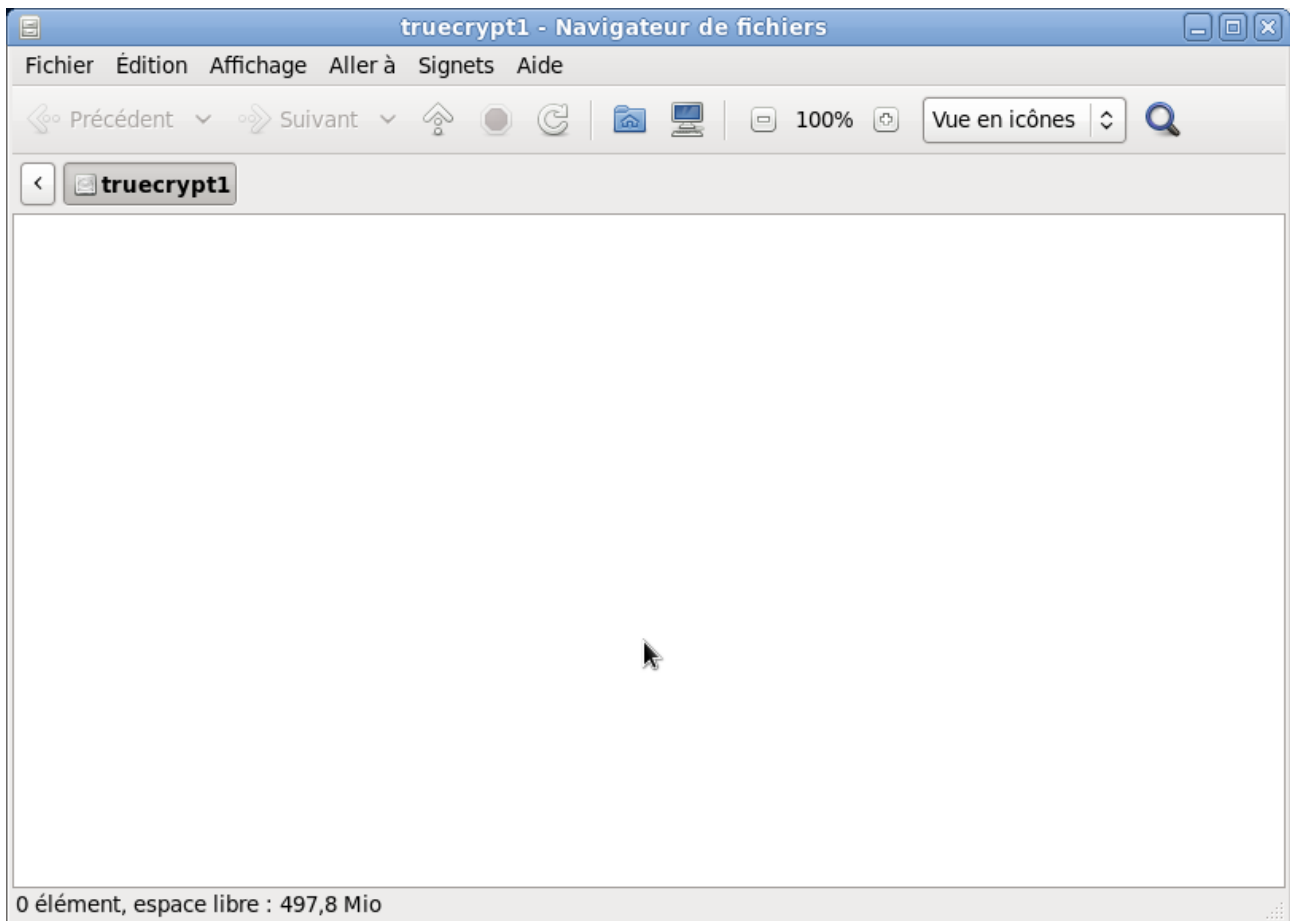 truecrypt1 - Navigateur de fichiers
Fichier Édition Affichage Aller à Signets Aide
Précédent Suivant 100% Vue en icônes
truecrypt1
0 élément, espace libre : 497,8 Mio